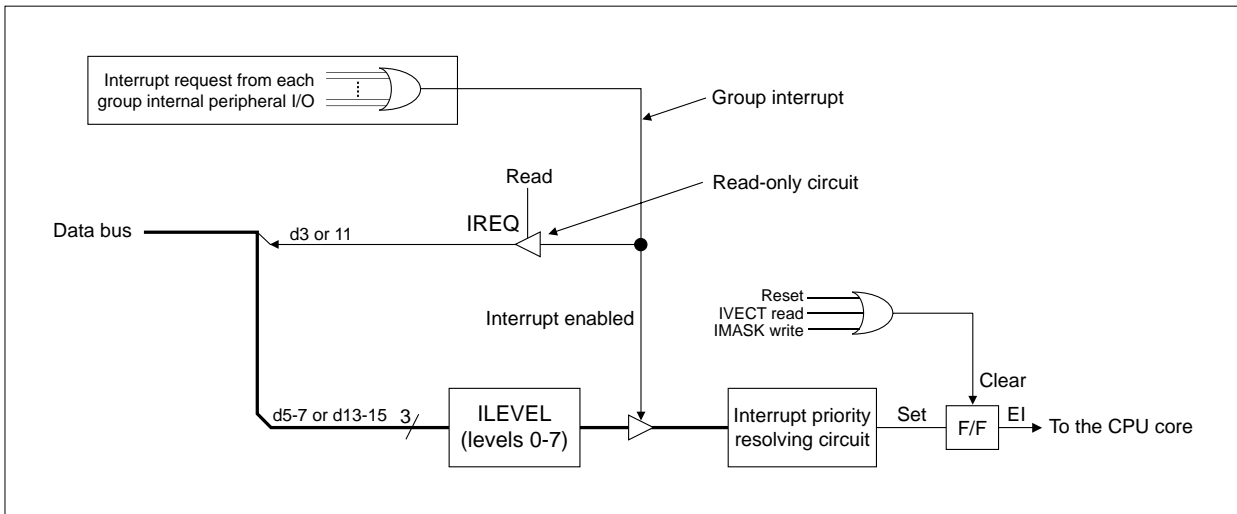 Interrupt request from each
group internal peripheral I/O
Group interrupt
Read
Read-only circuit
IREQ
Data bus
d3 or 11
Reset
IVECT read
IMASK write
Interrupt enabled
Clear
d5-7 or d13-15
3
ILEVEL
(levels 0-7)
Interrupt priority
resolving circuit
Set
F/F
EI
To the CPU core